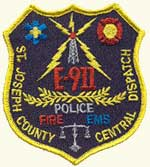 ST. JOSEPH COUNTY CENTRAL DISPATCH
E-911
POLICE
FIRE EMS